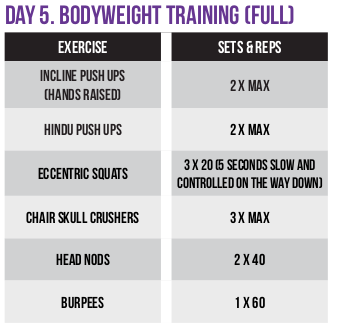 DAY 5. BODYWEIGHT TRAINING (FULL)
EXERCISE
SETS & REPS
INCLINE PUSH UPS
(HANDS RAISED)
2 X MAX
HINDU PUSH UPS
2 X MAX
ECCENTRIC SQUATS
3 X 20 (5 SECONDS SLOW AND
CONTROLLED ON THE WAY DOWN)
CHAIR SKULL CRUSHERS
3 X MAX
HEAD NODS
2 X 40
BURPEES
1 X 60